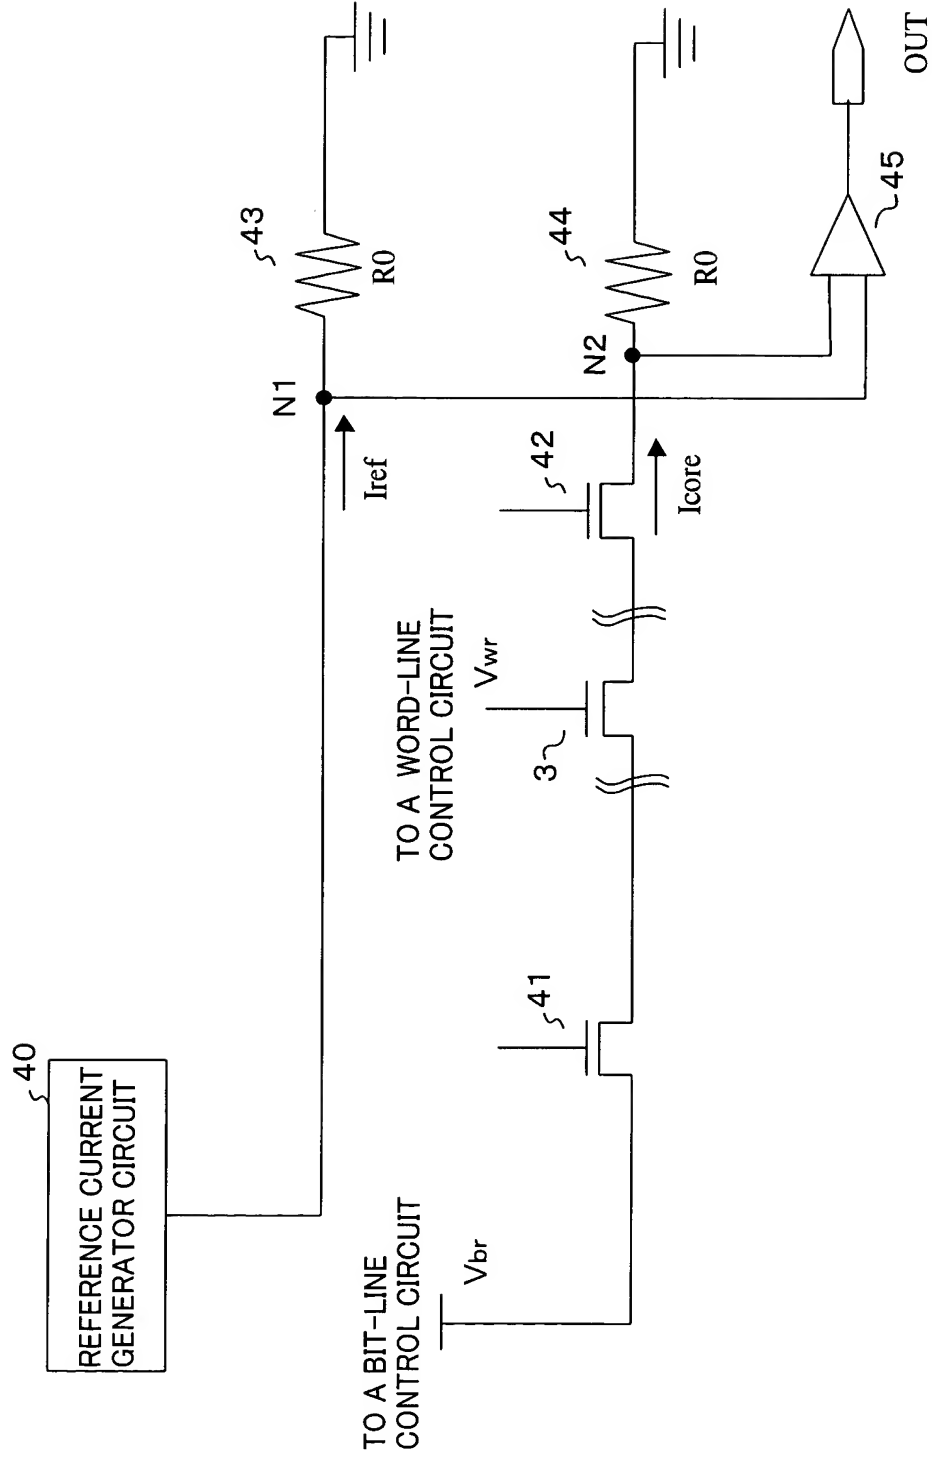 40
REFERENCE CURRENT
GENERATOR CIRCUIT
N1
Iref
43
R0
TO A BIT-LINE
CONTROL CIRCUIT
Vbr
41
TO A WORD-LINE
CONTROL CIRCUIT
Vwr
3
42
Icore
N2
44
R0
45
OUT